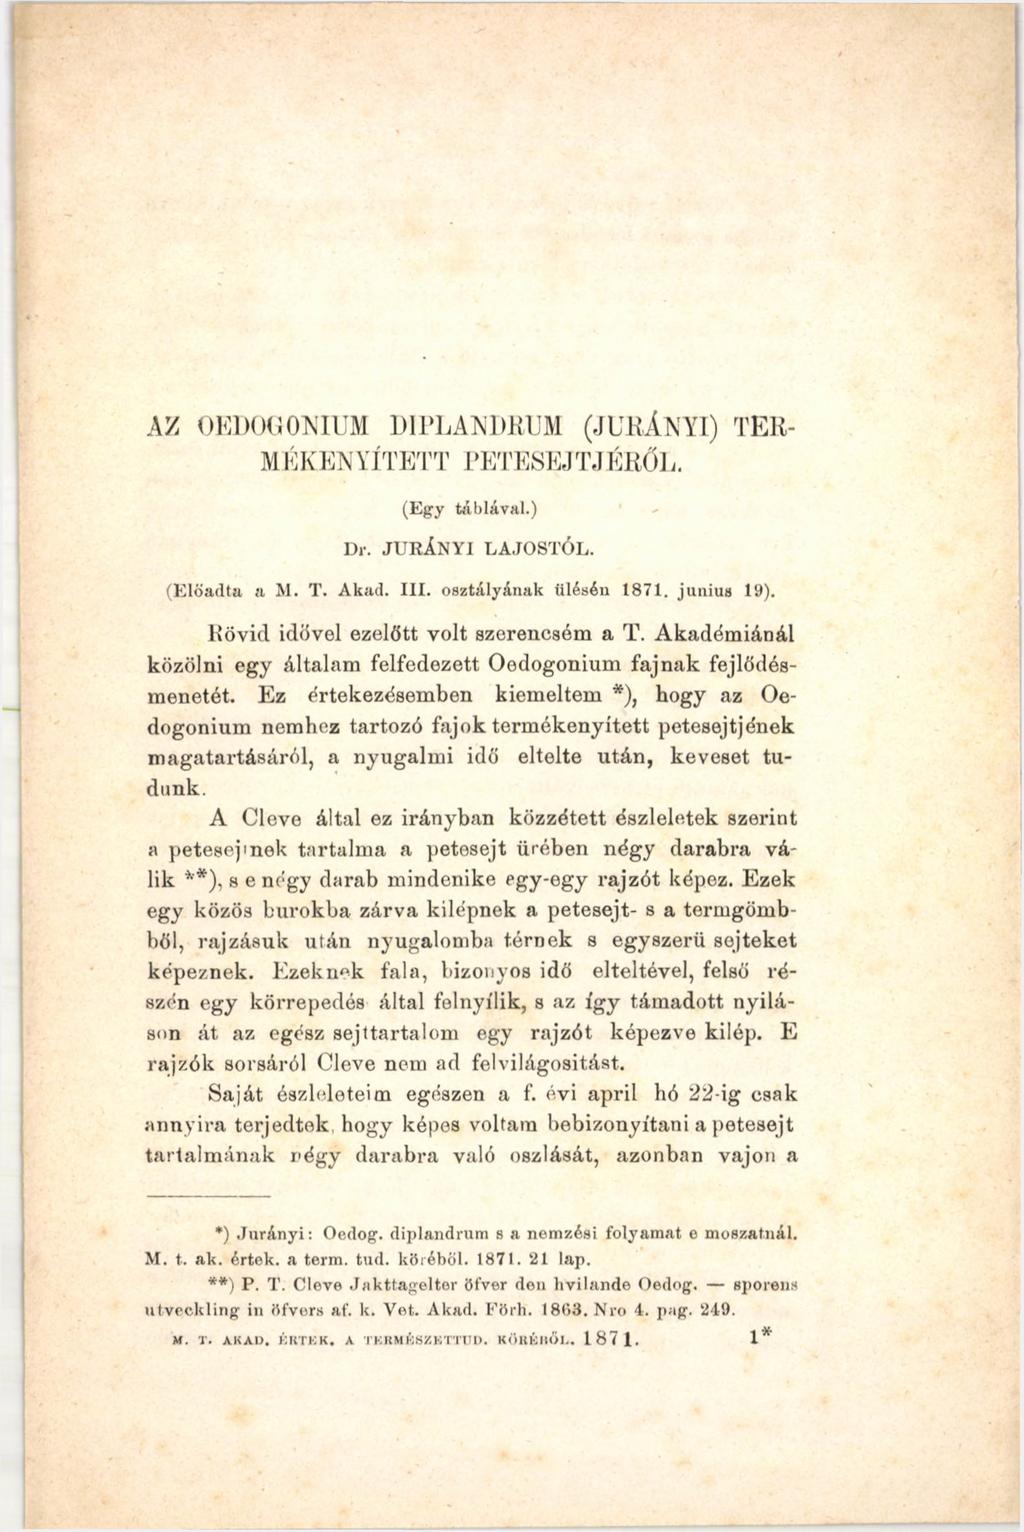 AZ OEDOGONIUM DIPLANDRUM (JURÁNYI) TER-
MÉKENYÍTETT PETESEJTJÉRŐL.
(Egy táblával.)
Dr. JURÁNYI LAJOSTÓL.
(Előadta a M. T. Akad. III. osztályának ülésén 1871. junius 19).
Rövid idővel ezelőtt volt szerencsém a T. Akadémiánál
közölni egy általam felfedezett Oedogonium fajnak fejlődés-
menetét. Ez értekezésemben kiemeltem *), hogy az Oe-
dogonium nemhez tartozó fajok termékenyített petesejtjének
magatartásáról, a nyugalmi idő eltelte után, keveset tu-
dunk.
A Cleve által ez irányban közzétett észleletek szerint
a petesejtnek tartalma a petesejt ürében négy darabra vá-
lik **), s e négy darab mindenike egy-egy rajzót képez. Ezek
egy közös burokba zárva kilépnek a petesejt- s a termgömb-
ből, rajzásuk után nyugalomba térnek s egyszerü sejteket
képeznek. Ezeknek fala, bizonyos idő elteltével, felső ré-
szén egy körrepedés által felnyílik, s az így támadott nyilá-
son át az egész sejttartalom egy rajzót képezve kilép. E
rajzók sorsáról Cleve nem ad felvilágositást.
Saját észleleteim egészen a f. évi april hó 22-ig csak
annyira terjedtek, hogy képes voltam bebizonyítani a petesejt
tartalmának négy darabra való oszlását, azonban vajon a
*) Jurányi: Oedog. diplandrum s a nemzési folyamat e moszatnál.
M. t. ak. értek. a term. tud. köréből. 1871. 21 lap.
**) P. T. Cleve Jakttagelter öfver den hvilande Oedog. — sporens
utveckling in öfvers af. k. Vet. Akad. Förh. 1863. Nro 4. pag. 249.
M. T. AKAD. ÉRTEK. A TERMÉSZETTUD. KÖRÉBŐL. 1871. 1*